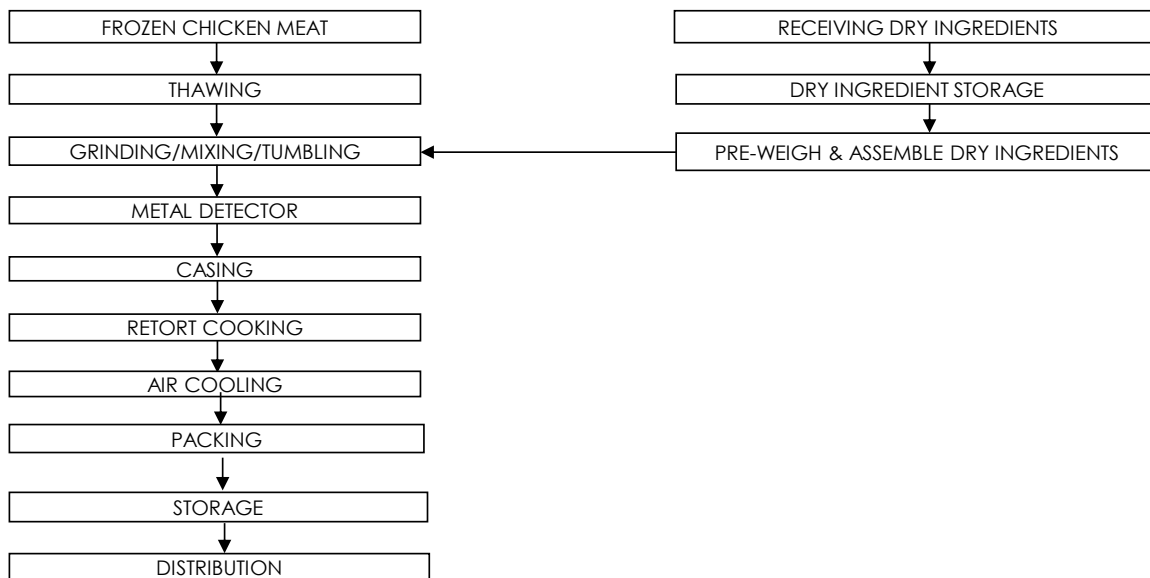 FROZEN CHICKEN MEAT
THAWING
GRINDING/MIXING/TUMBLING
METAL DETECTOR
CASING
RETORT COOKING
AIR COOLING
PACKING
STORAGE
DISTRIBUTION
RECEIVING DRY INGREDIENTS
DRY INGREDIENT STORAGE
PRE-WEIGH & ASSEMBLE DRY INGREDIENTS